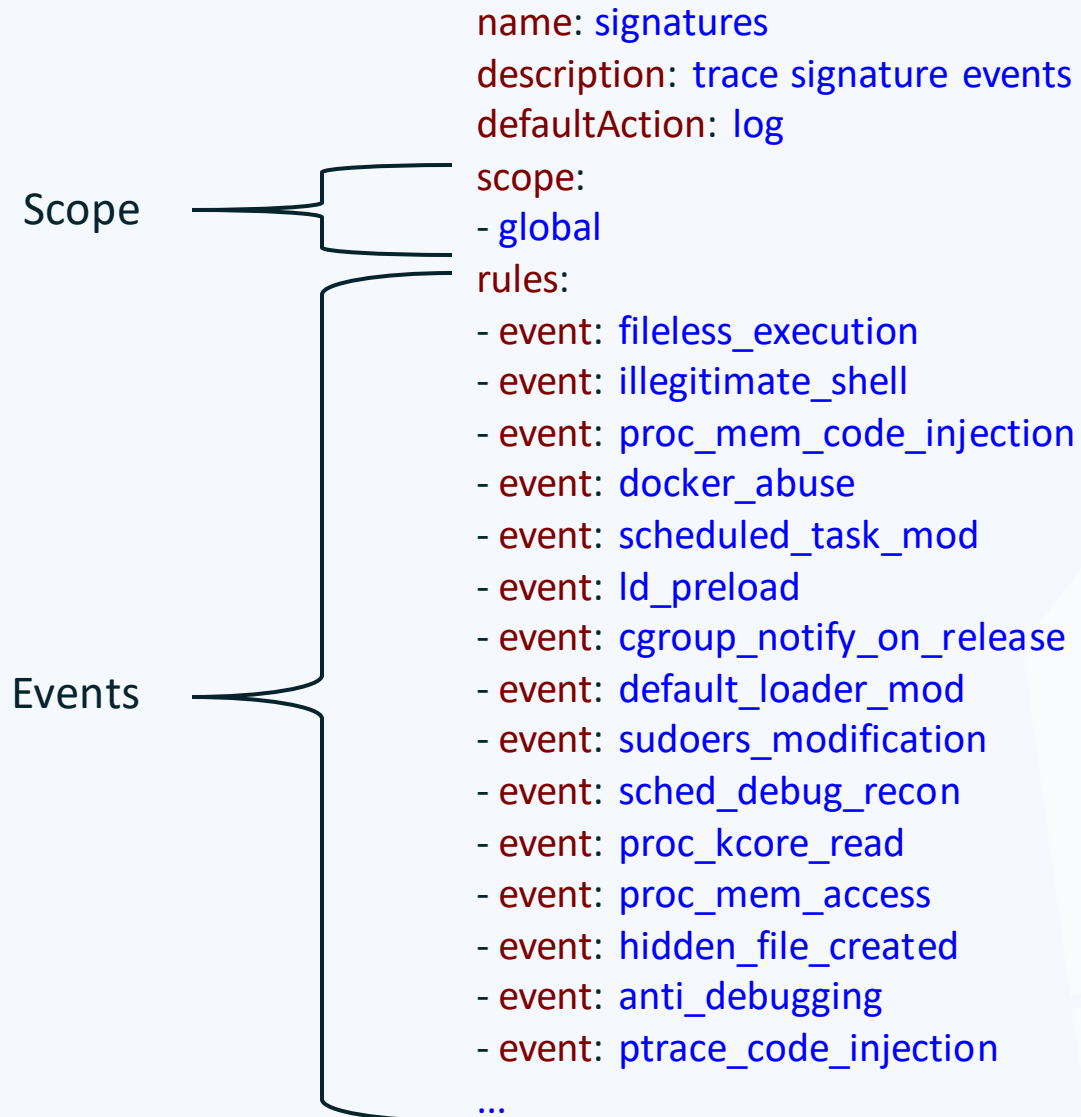 name: signatures
description: trace signature events
defaultAction: log
scope:
Scope
- global
rules:
- event: fileless_execution
- event: illegitimate_shell
- event: proc_mem_code_injection
- event: docker_abuse
- event: scheduled_task_mod
- event: ld_preload
- event: cgroup_notify_on_release
Events
- event: default_loader_mod
- event: sudoers_modification
- event: sched_debug_recon
- event: proc_kcore_read
- event: proc_mem_access
- event: hidden_file_created
- event: anti_debugging
- event: ptrace_code_injection
...